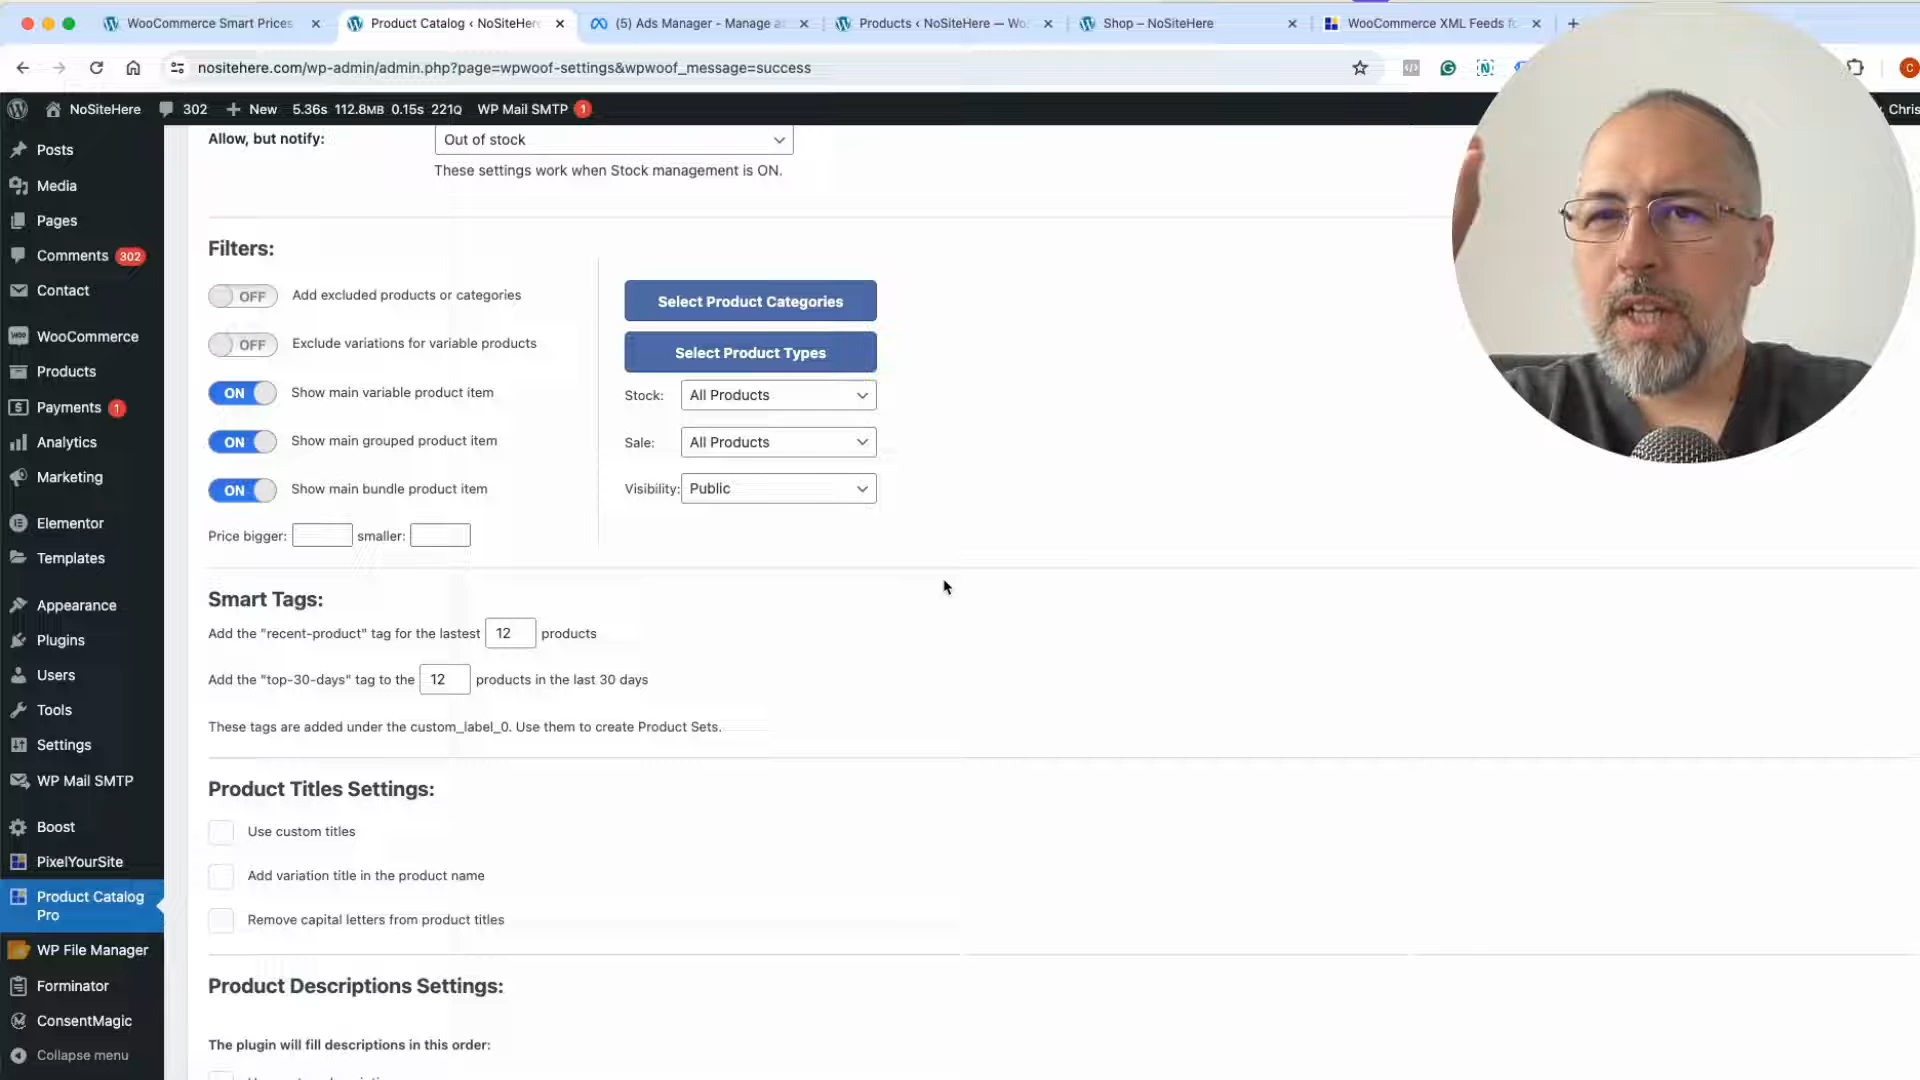 WooCommerce Smart Prices
Product Catalog ‹ NoSiteHere
(5) Ads Manager - Manage a
Products ‹ NoSiteHere — Wo
Shop – NoSiteHere
WooCommerce XML Feeds f
nositehere.com/wp-admin/admin.php?page=wpwoof-settings&wpwoof_message=success
NoSiteHere
302
New
5.36s 112.8MB 0.15s 221Q
WP Mail SMTP 1
Chris
Posts
Media
Pages
Comments 302
Contact
WooCommerce
Products
Payments 1
Analytics
Marketing
Elementor
Templates
Appearance
Plugins
Users
Tools
Settings
WP Mail SMTP
Boost
PixelYourSite
Product Catalog
Pro
WP File Manager
Forminator
ConsentMagic
Collapse menu
Allow, but notify:
Out of stock
These settings work when Stock management is ON.
Filters:
OFF Add excluded products or categories
OFF Exclude variations for variable products
ON Show main variable product item
ON Show main grouped product item
ON Show main bundle product item
Price bigger: smaller:
Select Product Categories
Select Product Types
Stock: All Products
Sale: All Products
Visibility: Public
Smart Tags:
Add the "recent-product" tag for the lastest 12 products
Add the "top-30-days" tag to the 12 products in the last 30 days
These tags are added under the custom_label_0. Use them to create Product Sets.
Product Titles Settings:
Use custom titles
Add variation title in the product name
Remove capital letters from product titles
Product Descriptions Settings:
The plugin will fill descriptions in this order: